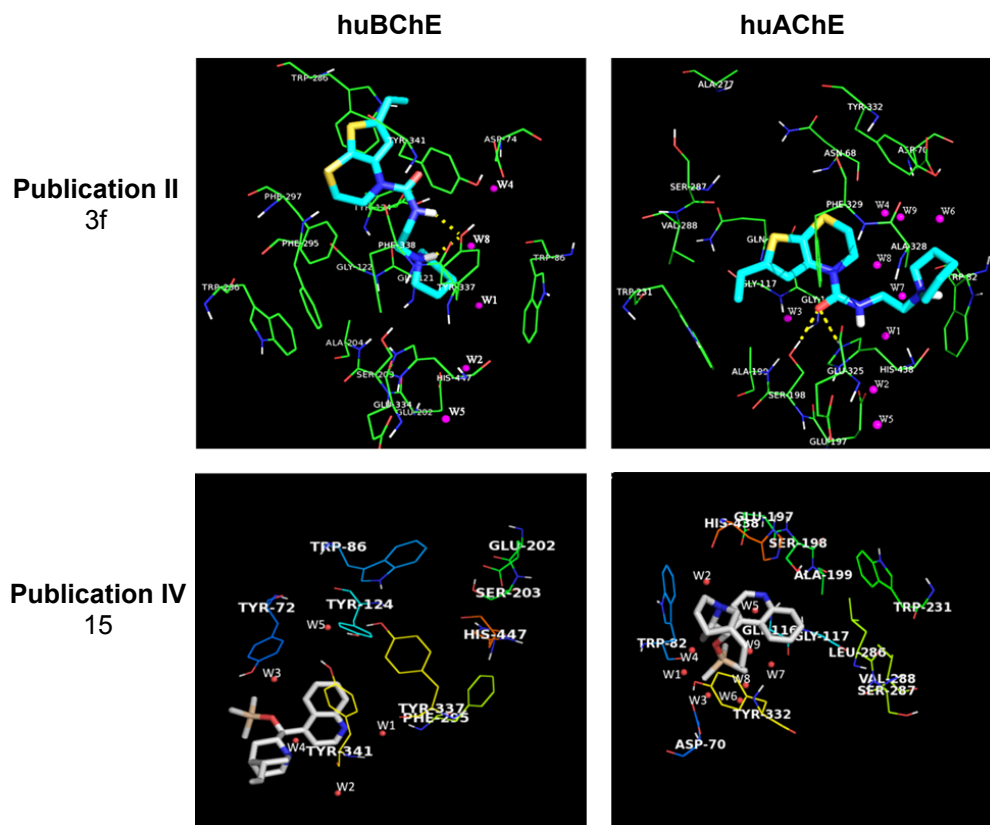 huBChE
huAChE
Publication II
3f
TRP-286
TYR-341
ASP-74
W4
PHE-297
PHE-295
PHE-338
W8
GLY-122
TYR-337
TRP-86
W1
ALA-204
W2
SER-203
HIS-447
GLU-202
W5
ALA-277
TYR-332
ASN-68
ASP-70
SER-287
PHE-329
W4
W9
W6
VAL-288
GLN
ALA-328
W8
GLY-117
TRP-231
W7
W3
W1
ALA-199
GLU-325
HIS-438
SER-198
W2
W5
GLU-197
Publication IV
15
TRP-86
GLU-202
TYR-72
TYR-124
SER-203
W5
HIS-447
W3
TYR-337
PHE-295
W4
TYR-341
W1
W2
GLU-197
HIS-438
SER-198
W2
ALA-199
W5
TRP-231
TRP-82
GLY-117
W9
LEU-286
W4
W7
VAL-288
W1
W8
SER-287
W3
W6
TYR-332
ASP-70